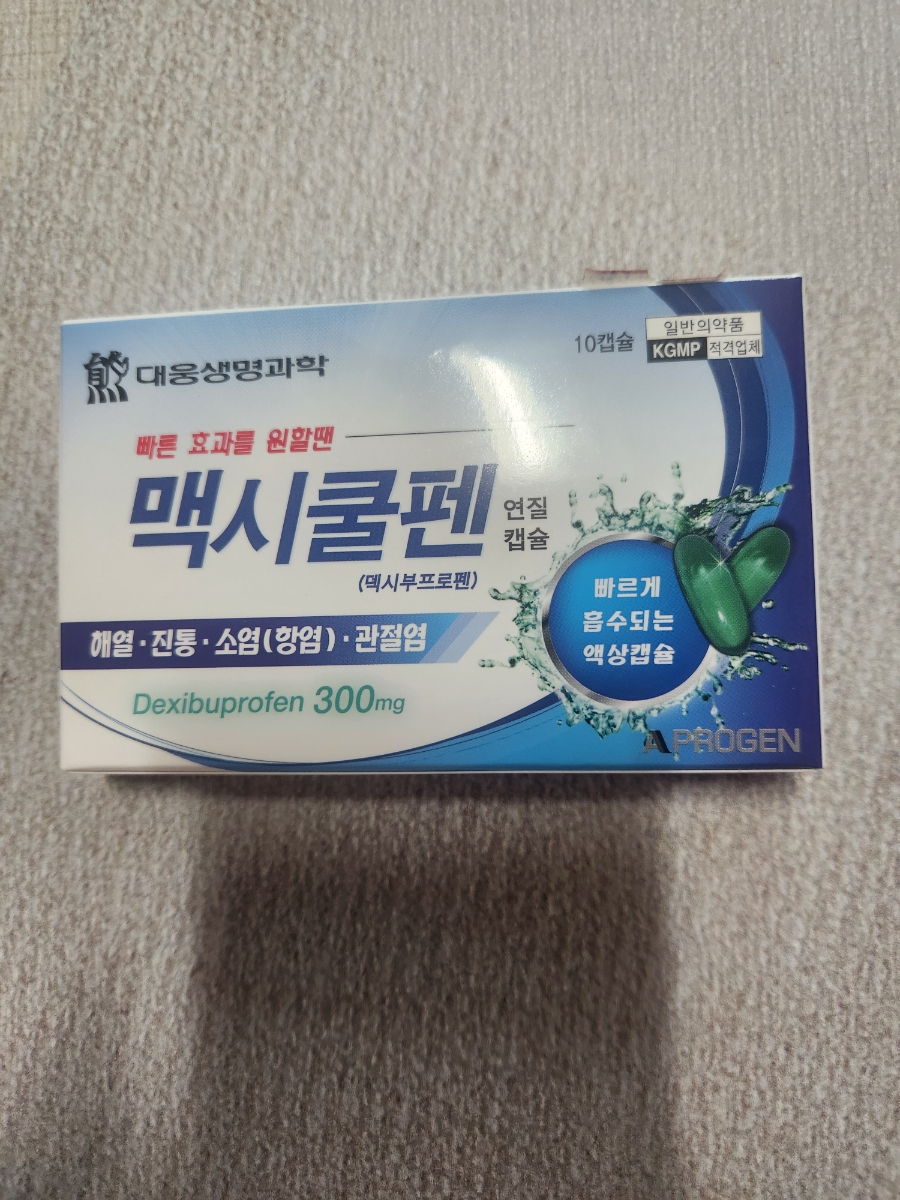 대웅생명과학
10캡슐
일반의약품
KGMP 적격업체
빠른 효과를 원할땐
맥시쿨펜
연질
캡슐
(덱시부프로펜)
해열·진통·소염(항염)·관절염
Dexibuprofen 300mg
빠르게
흡수되는
액상캡슐
APROGEN